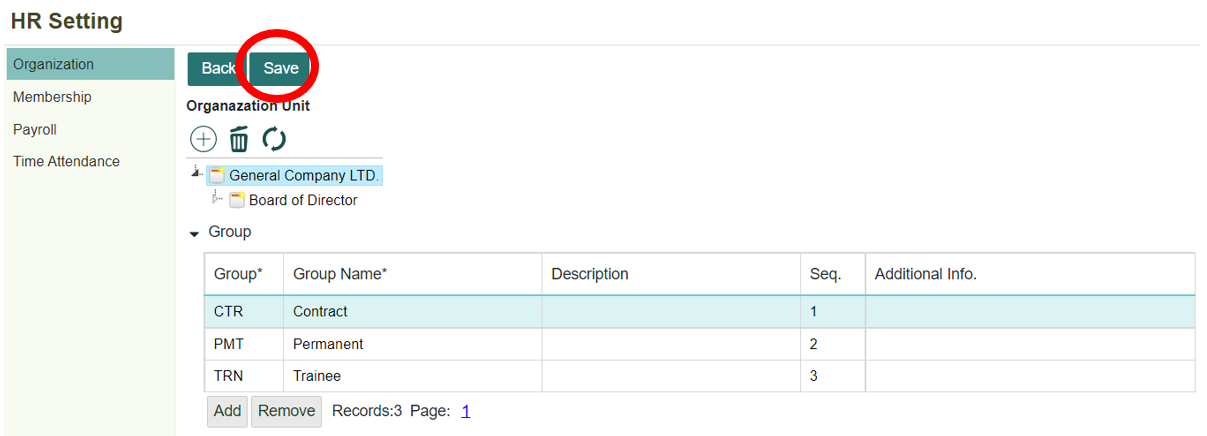 HR Setting
Organization
Membership
Payroll
Time Attendance
Back Save
Organazation Unit
General Company LTD.
Board of Director
Group
Group* Group Name* Description Seq. Additional Info.
CTR Contract 1
PMT Permanent 2
TRN Trainee 3
Add Remove Records:3 Page: 1